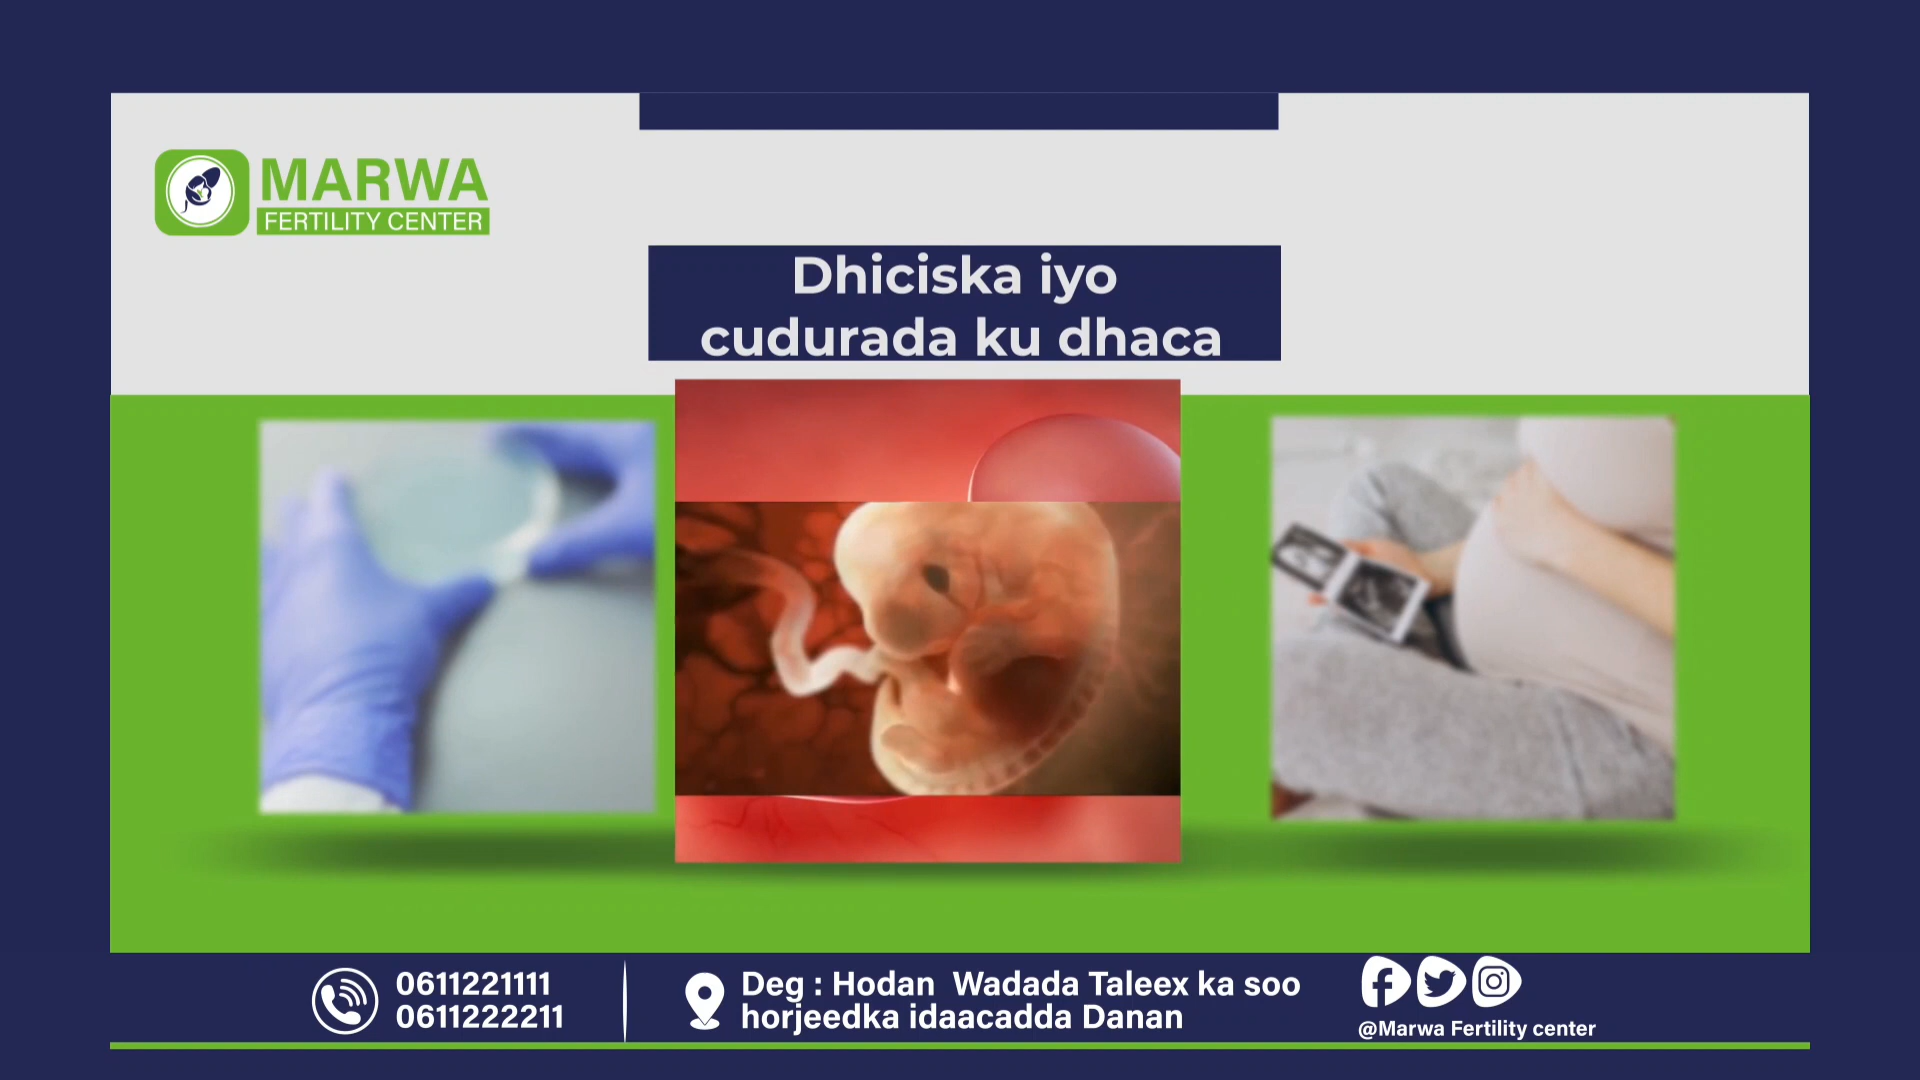 MARWA
FERTILITY CENTER
Dhiciska iyo
cudurada ku dhaca
0611221111
0611222211
Deg : Hodan Wadada Taleex ka soo
horjeedka idaacadda Danan
@Marwa Fertility center